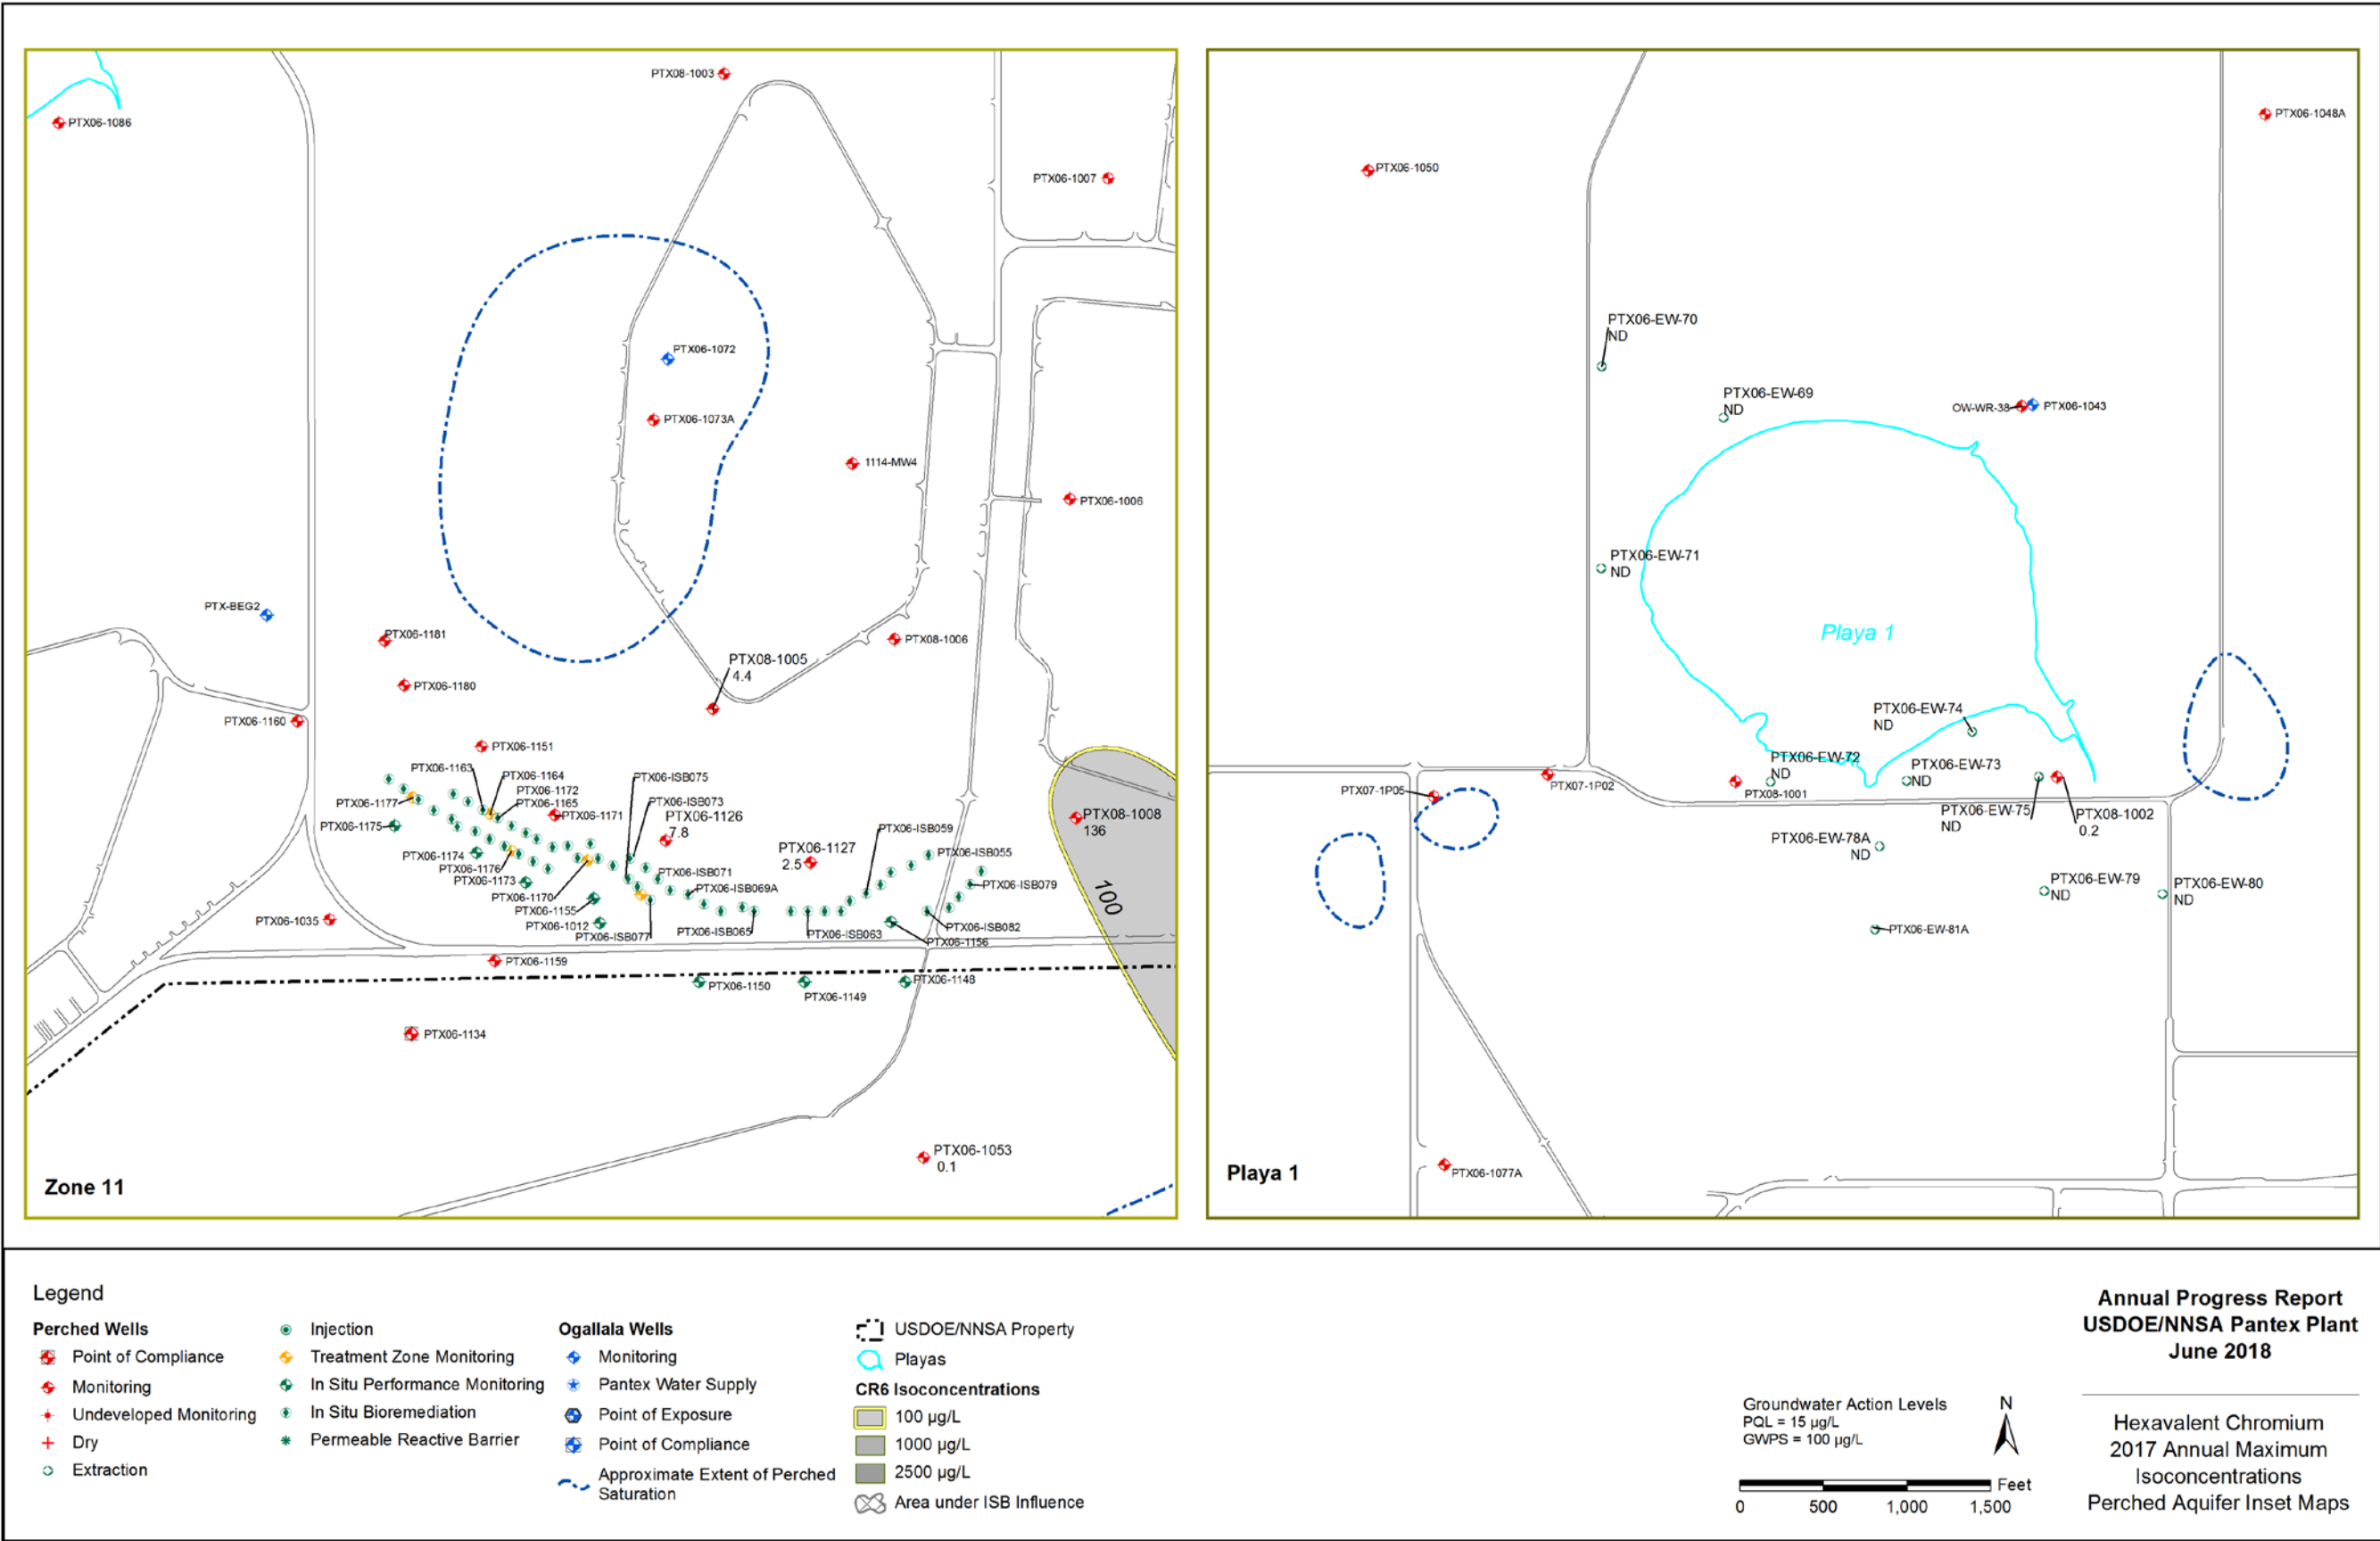 PTX08-1003
PTX06-1086
PTX06-1007
PTX06-1072
PTX06-1073A
1114-MW4
PTX06-1006
PTX-BEG2
PTX06-1181
PTX08-1006
PTX08-1005
4.4
PTX06-1180
PTX06-1160
PTX06-1151
PTX06-1163
PTX06-1164
PTX06-1172
PTX06-1165
PTX06-ISB075
PTX06-ISB073
PTX06-1177
PTX06-1171
PTX06-1126
7.8
PTX08-1008
136
PTX06-1175
PTX06-ISB059
PTX06-1127
2.5
PTX06-ISB055
PTX06-1174
PTX06-1176
PTX06-1173
PTX06-ISB071
PTX06-ISB069A
PTX06-ISB079
100
PTX06-1170
PTX06-1155
PTX06-1012
PTX06-ISB077
PTX06-ISB065
PTX06-ISB063
PTX06-ISB082
PTX06-1156
PTX06-1035
PTX06-1159
PTX06-1150
PTX06-1149
PTX06-1148
PTX06-1134
PTX06-1053
0.1
Zone 11
PTX06-1048A
PTX06-1050
PTX06-EW-70
ND
PTX06-EW-69
ND
OW-WR-38
PTX06-1043
PTX06-EW-71
ND
Playa 1
PTX06-EW-74
ND
PTX06-EW-72
ND
PTX06-EW-73
ND
PTX07-1P02
PTX07-1P05
PTX08-1001
PTX06-EW-75
ND
PTX08-1002
0.2
PTX06-EW-78A
ND
PTX06-EW-79
ND
PTX06-EW-80
ND
PTX06-EW-81A
PTX06-1077A
Playa 1
Legend
Perched Wells
Point of Compliance
Monitoring
Undeveloped Monitoring
Dry
Extraction
Injection
Treatment Zone Monitoring
In Situ Performance Monitoring
In Situ Bioremediation
Permeable Reactive Barrier
Ogallala Wells
Monitoring
Pantex Water Supply
Point of Exposure
Point of Compliance
Approximate Extent of Perched
Saturation
USDOE/NNSA Property
Playas
CR6 Isoconcentrations
100 µg/L
1000 µg/L
2500 µg/L
Area under ISB Influence
Groundwater Action Levels
PQL = 15 µg/L
GWPS = 100 µg/L
N
Feet
0 500 1,000 1,500
Annual Progress Report
USDOE/NNSA Pantex Plant
June 2018
Hexavalent Chromium
2017 Annual Maximum
Isoconcentrations
Perched Aquifer Inset Maps